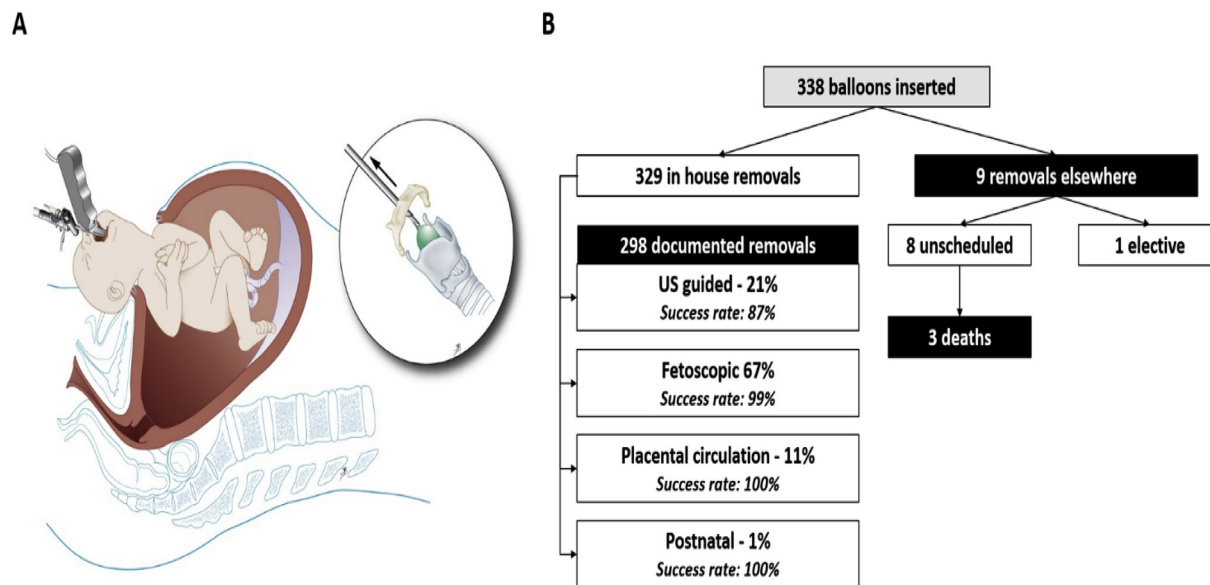 A
B
338 balloons inserted
329 in house removals
9 removals elsewhere
298 documented removals
8 unscheduled
1 elective
US guided - 21%
Success rate: 87%
3 deaths
Fetoscopic 67%
Success rate: 99%
Placental circulation - 11%
Success rate: 100%
Postnatal - 1%
Success rate: 100%